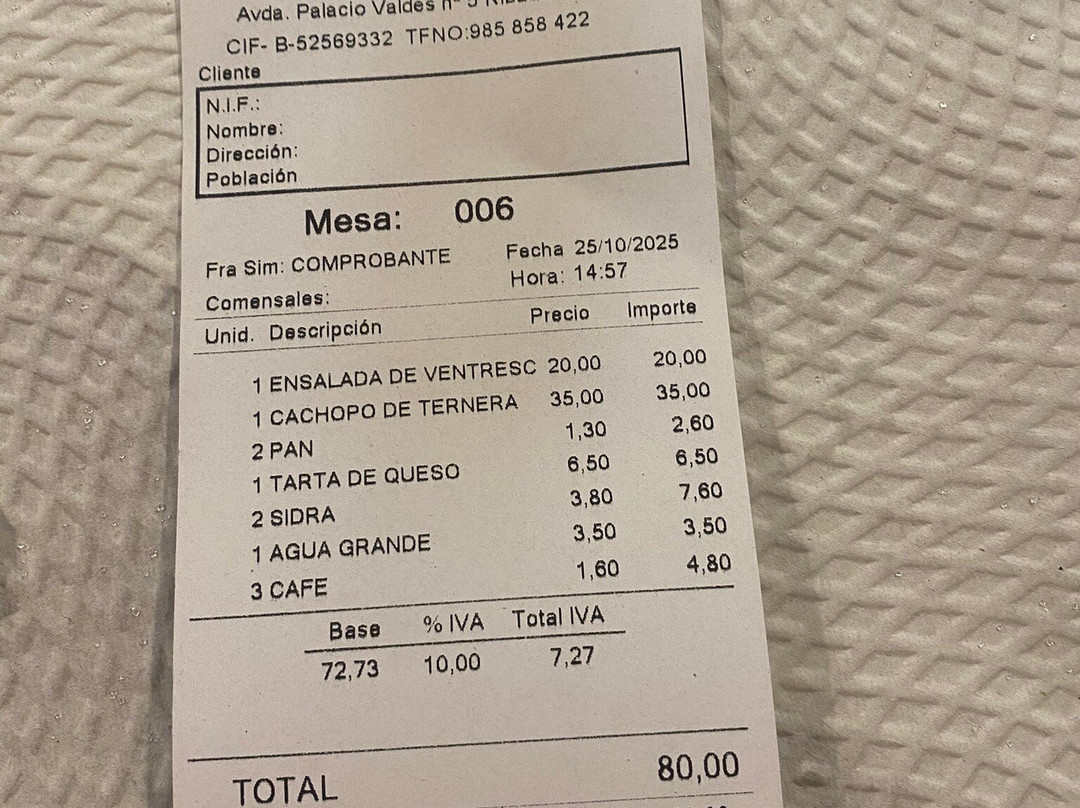 Avda. Palacio Valdés nº 5
CIF- B-52569332 TFNO:985 858 422
Cliente
N.I.F.:
Nombre:
Dirección:
Población
Mesa: 006
Fra Sim: COMPROBANTE Fecha 25/10/2025
Comensales: Hora: 14:57
Unid. Descripción Precio Importe
1 ENSALADA DE VENTRESC 20,00 20,00
1 CACHOPO DE TERNERA 35,00 35,00
2 PAN 1,30 2,60
1 TARTA DE QUESO 6,50 6,50
2 SIDRA 3,80 7,60
1 AGUA GRANDE 3,50 3,50
3 CAFE 1,60 4,80
Base % IVA Total IVA
72,73 10,00 7,27
TOTAL 80,00